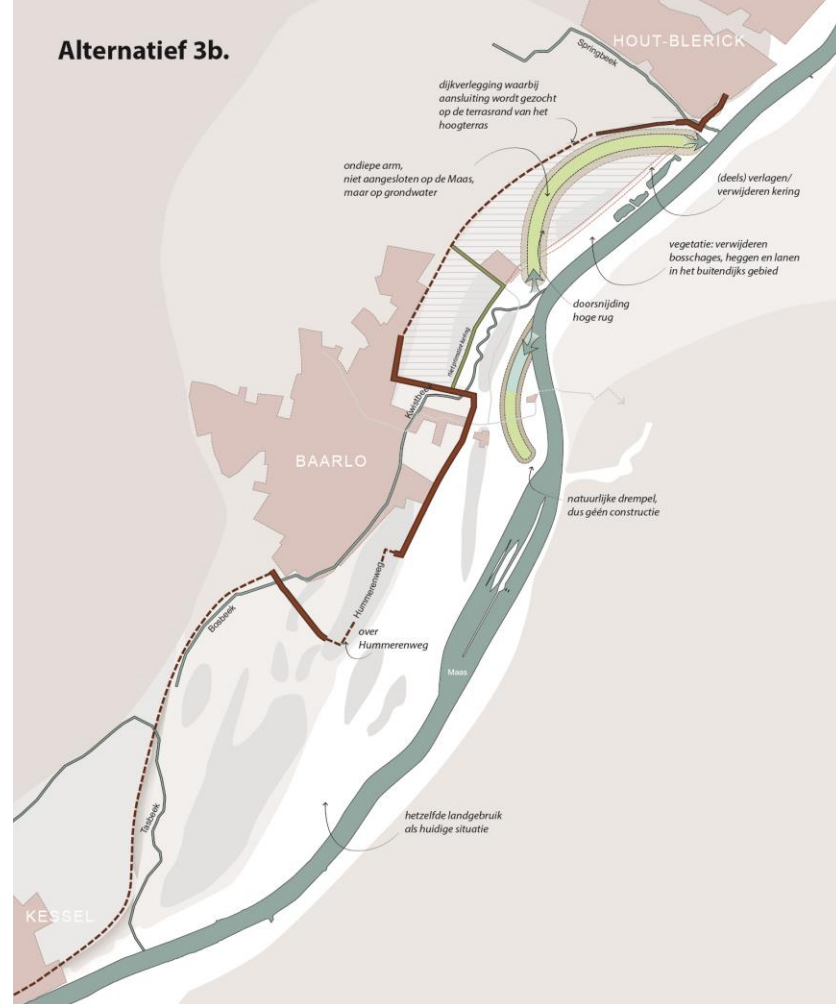 Alternatief 3b.
HOUT-BLERICK
Springbeek
dijkverlegging waarbij
aansluiting wordt gezocht
op de terrasrand van het
hoogterras
ondiepe arm,
niet aangesloten op de Maas,
maar op grondwater
(deels) verlagen/
verwijderen kering
vegetatie: verwijderen
bosschages, heggen en lanen
in het buitendijks gebied
doorsnijding
hoge rug
niet primaire kering
Kwistbeek
BAARLO
natuurlijke drempel,
dus géén constructie
Hummerenweg
Bosbeek
over
Hummerenweg
Maas
Tasbeek
hetzelfde landgebruik
als huidige situatie
KESSEL